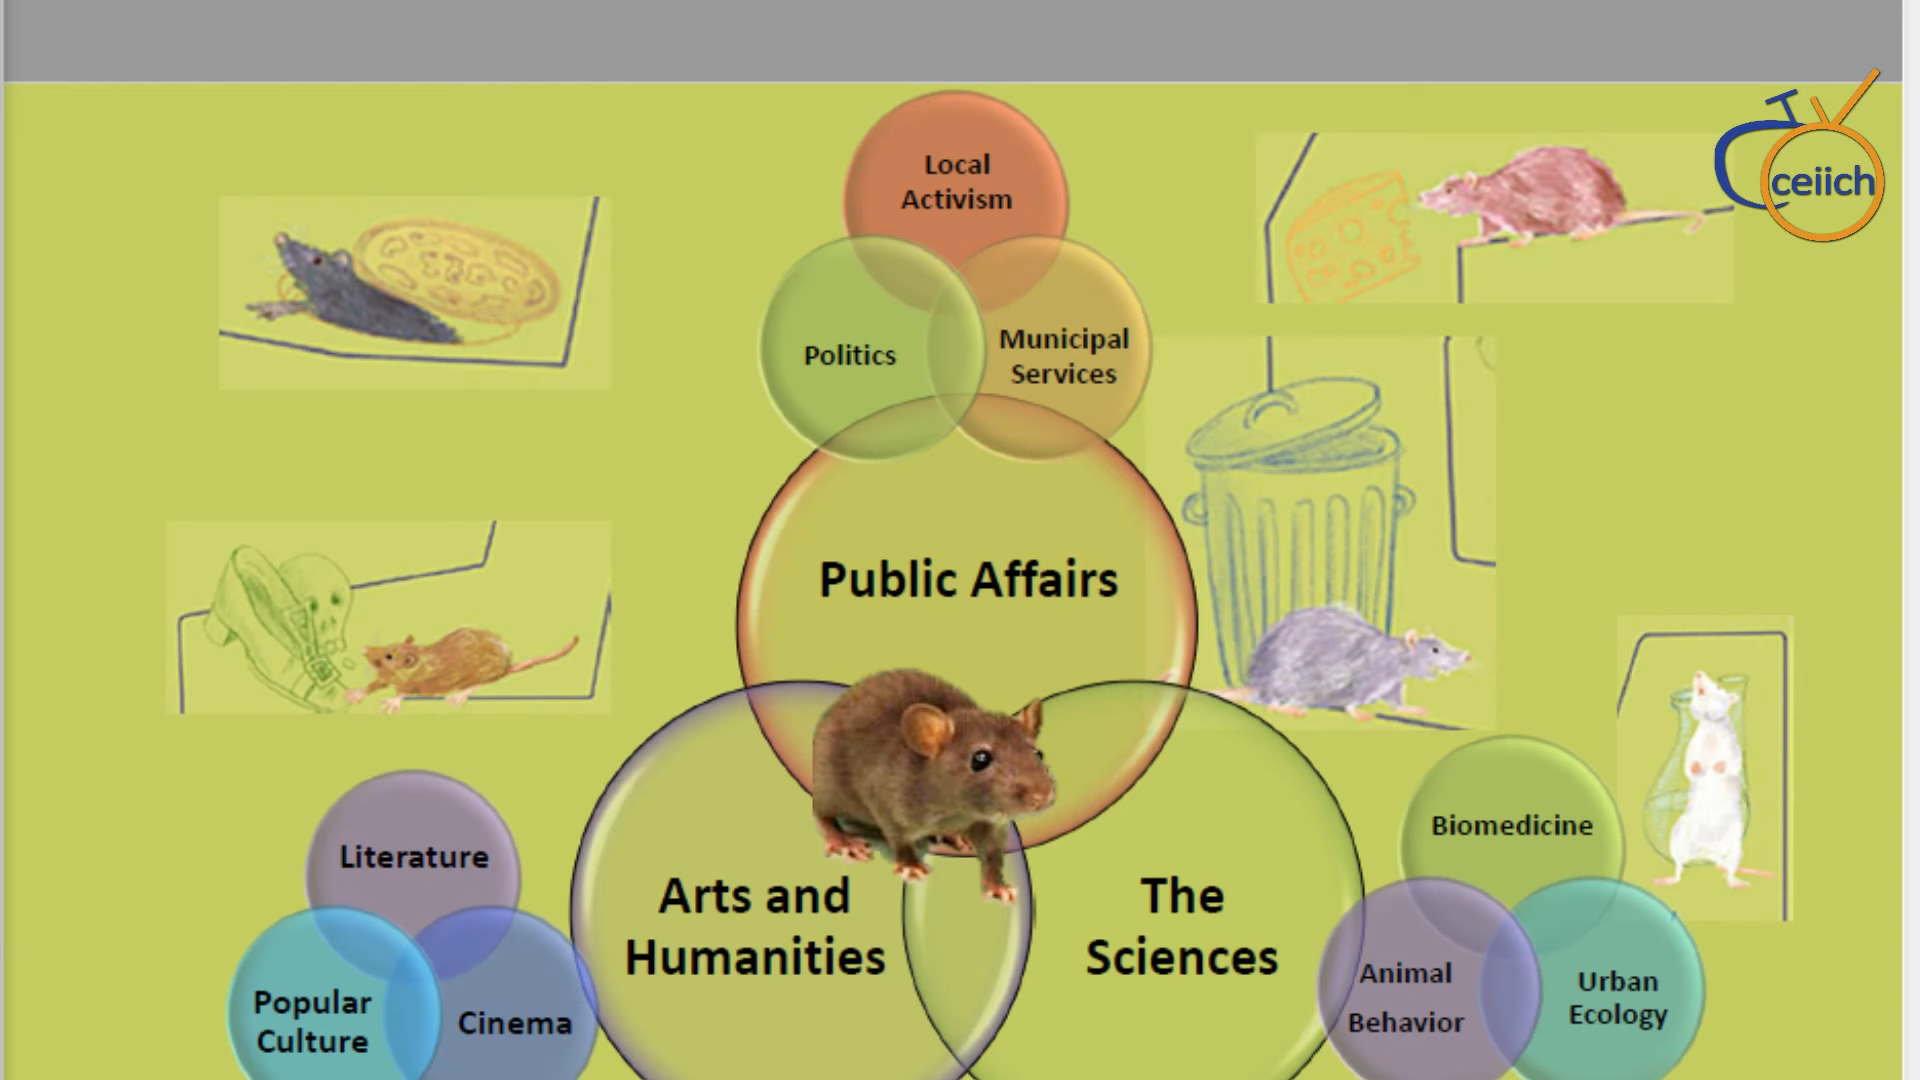 Local
Activism
ceiich
Politics
Municipal
Services
Public Affairs
Biomedicine
Literature
Arts and
Humanities
The
Sciences
Animal
Behavior
Urban
Ecology
Popular
Culture
Cinema